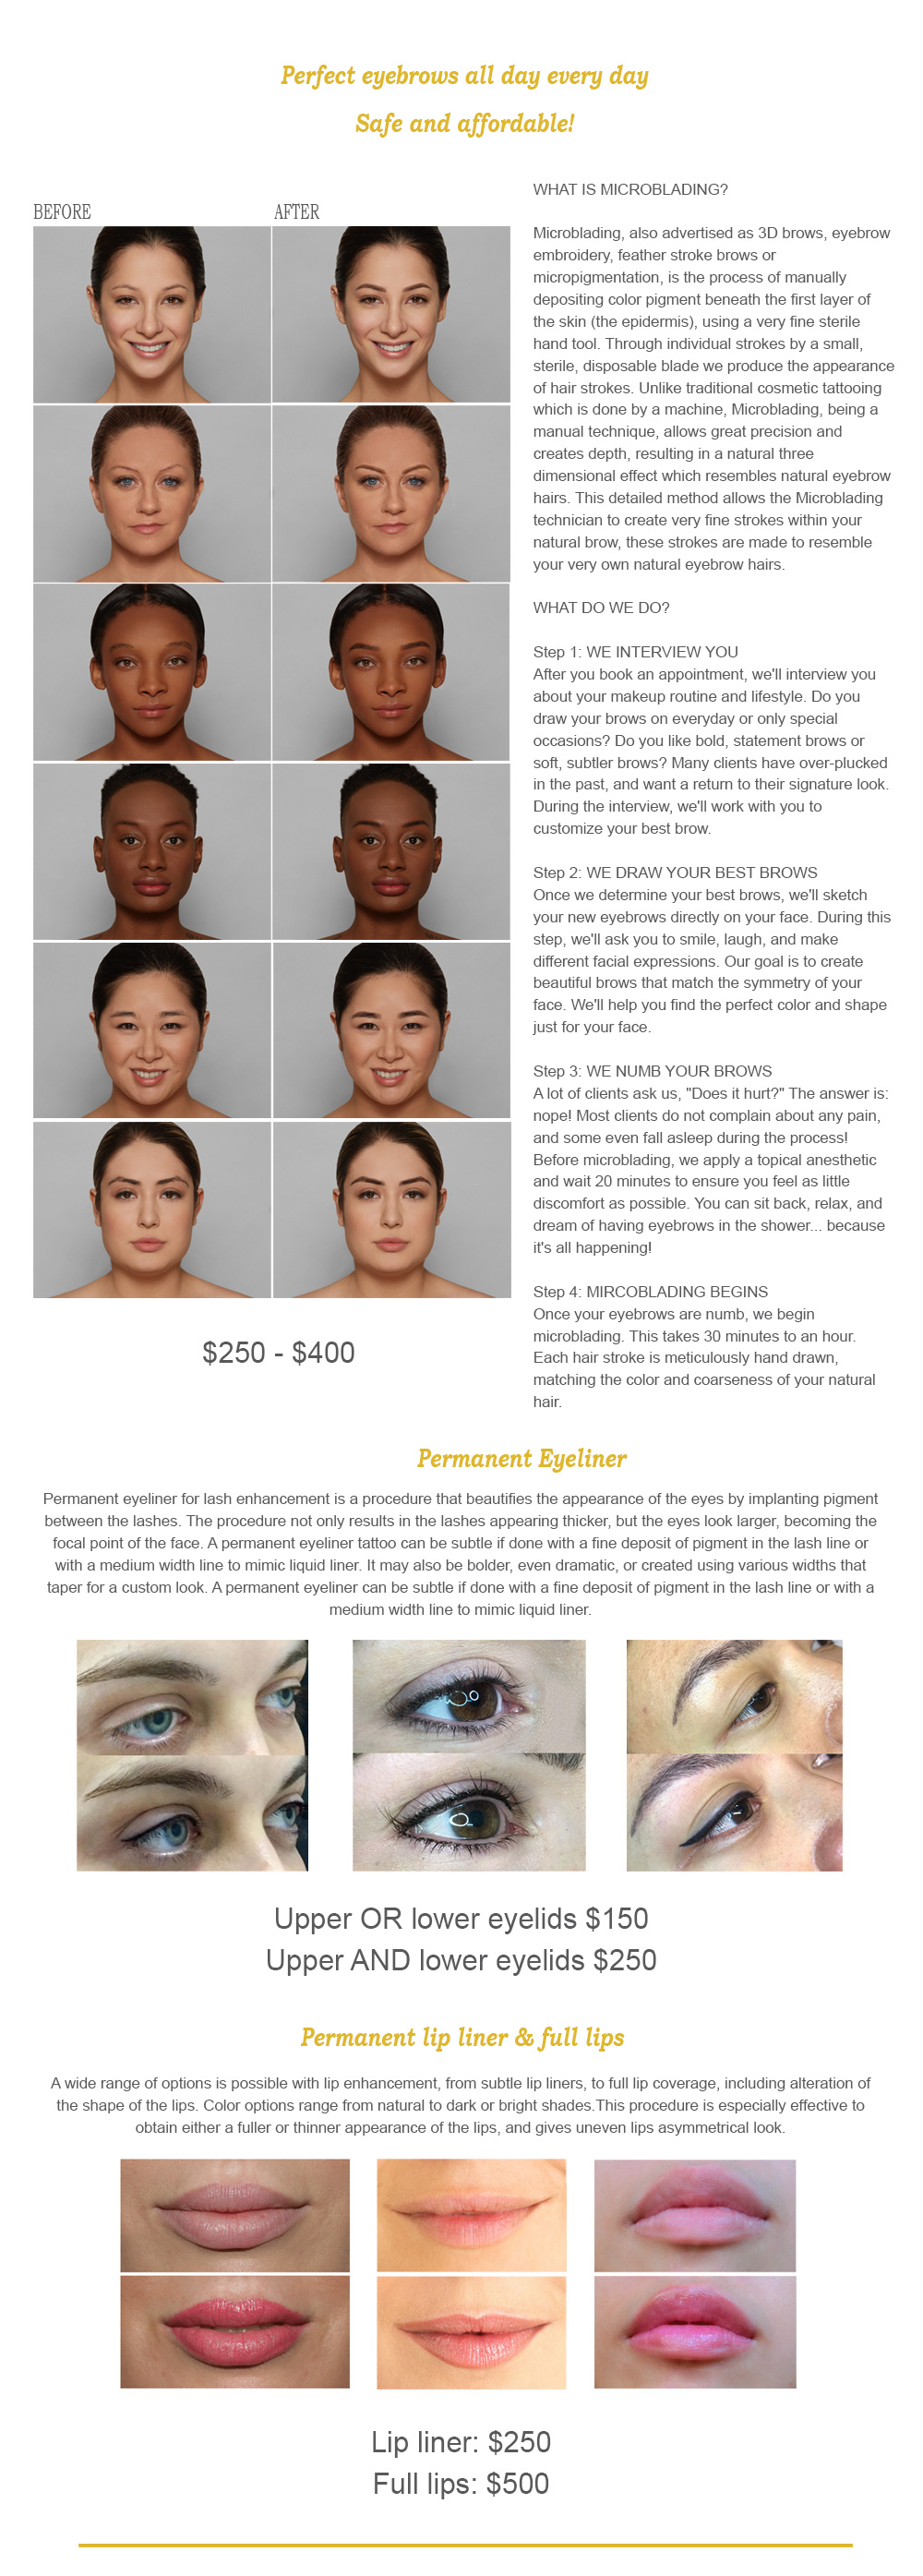 Perfect eyebrows all day every day
Safe and affordable!
BEFORE
AFTER
$250 - $400
WHAT IS MICROBLADING?
Microblading, also advertised as 3D brows, eyebrow
embroidery, feather stroke brows or
micropigmentation, is the process of manually
depositing color pigment beneath the first layer of
the skin (the epidermis), using a very fine sterile
hand tool. Through individual strokes by a small,
sterile, disposable blade we produce the appearance
of hair strokes. Unlike traditional cosmetic tattooing
which is done by a machine, Microblading, being a
manual technique, allows great precision and
creates depth, resulting in a natural three
dimensional effect which resembles natural eyebrow
hairs. This detailed method allows the Microblading
technician to create very fine strokes within your
natural brow, these strokes are made to resemble
your very own natural eyebrow hairs.
WHAT DO WE DO?
Step 1: WE INTERVIEW YOU
After you book an appointment, we'll interview you
about your makeup routine and lifestyle. Do you
draw your brows on everyday or only special
occasions? Do you like bold, statement brows or
soft, subtler brows? Many clients have over-plucked
in the past, and want a return to their signature look.
During the interview, we'll work with you to
customize your best brow.
Step 2: WE DRAW YOUR BEST BROWS
Once we determine your best brows, we'll sketch
your new eyebrows directly on your face. During this
step, we'll ask you to smile, laugh, and make
different facial expressions. Our goal is to create
beautiful brows that match the symmetry of your
face. We'll help you find the perfect color and shape
just for your face.
Step 3: WE NUMB YOUR BROWS
A lot of clients ask us, "Does it hurt?" The answer is:
nope! Most clients do not complain about any pain,
and some even fall asleep during the process!
Before microblading, we apply a topical anesthetic
and wait 20 minutes to ensure you feel as little
discomfort as possible. You can sit back, relax, and
dream of having eyebrows in the shower... because
it's all happening!
Step 4: MIRCOBLADING BEGINS
Once your eyebrows are numb, we begin
microblading. This takes 30 minutes to an hour.
Each hair stroke is meticulously hand drawn,
matching the color and coarseness of your natural
hair.
Permanent Eyeliner
Permanent eyeliner for lash enhancement is a procedure that beautifies the appearance of the eyes by implanting pigment
between the lashes. The procedure not only results in the lashes appearing thicker, but the eyes look larger, becoming the
focal point of the face. A permanent eyeliner tattoo can be subtle if done with a fine deposit of pigment in the lash line or
with a medium width line to mimic liquid liner. It may also be bolder, even dramatic, or created using various widths that
taper for a custom look. A permanent eyeliner can be subtle if done with a fine deposit of pigment in the lash line or with a
medium width line to mimic liquid liner.
Upper OR lower eyelids $150
Upper AND lower eyelids $250
Permanent lip liner & full lips
A wide range of options is possible with lip enhancement, from subtle lip liners, to full lip coverage, including alteration of
the shape of the lips. Color options range from natural to dark or bright shades.This procedure is especially effective to
obtain either a fuller or thinner appearance of the lips, and gives uneven lips asymmetrical look.
Lip liner: $250
Full lips: $500